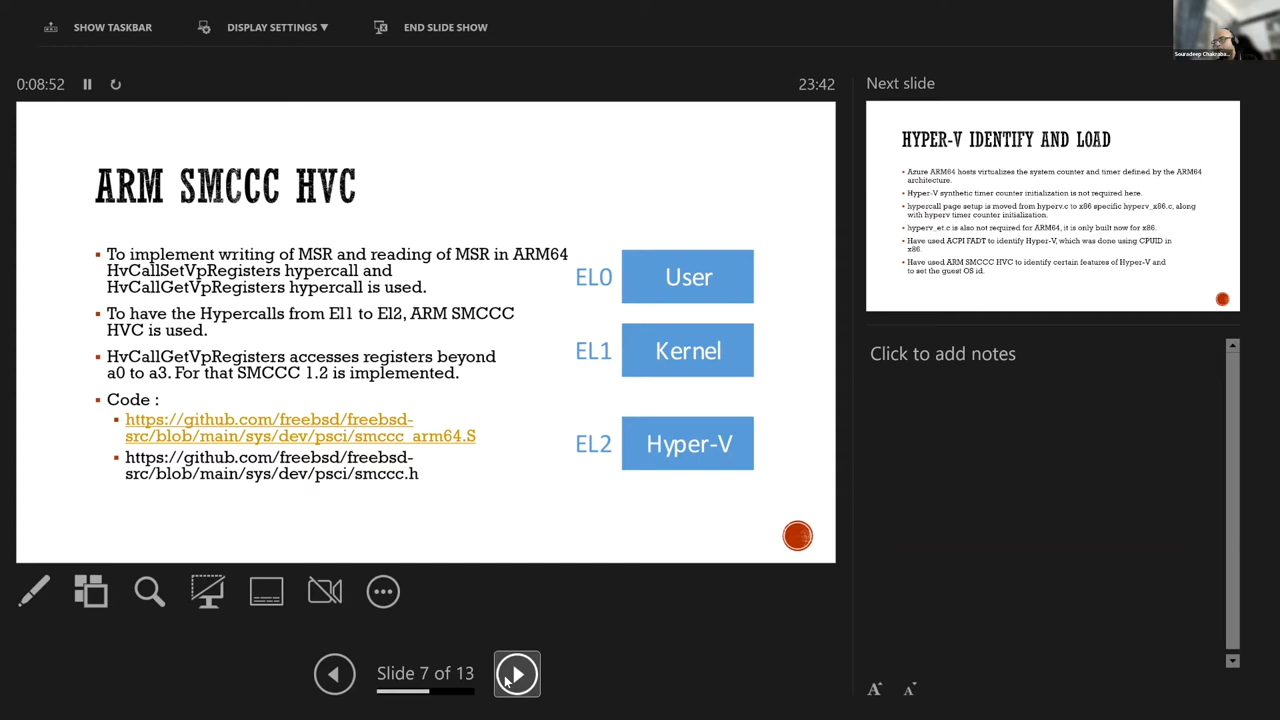 SHOW TASKBAR
DISPLAY SETTINGS ▼
END SLIDE SHOW
Souradeep Chakraba...
0:08:52
23:42
Next slide
ARM SMCCC HVC
▪ To implement writing of MSR and reading of MSR in ARM64
HvCallSetVpRegisters hypercall and
HvCallGetVpRegisters hypercall is used.
▪ To have the Hypercalls from El1 to El2, ARM SMCCC
HVC is used.
▪ HvCallGetVpRegisters accesses registers beyond
a0 to a3. For that SMCCC 1.2 is implemented.
▪ Code :
▪ https://github.com/freebsd/freebsd-
src/blob/main/sys/dev/psci/smccc_arm64.S
▪ https://github.com/freebsd/freebsd-
src/blob/main/sys/dev/psci/smccc.h
EL0
User
EL1
Kernel
EL2
Hyper-V
HYPER-V IDENTIFY AND LOAD
▪ Azure ARM64 hosts virtualizes the system counter and timer defined by the ARM64
architecture.
▪ Hyper-V synthetic timer counter initialization is not required here.
▪ hypercall page setup is moved from hyperv.c to x86 specific hyperv_x86.c, along
with hyperv timer counter initialization.
▪ hyperv_et.c is also not required for ARM64, it is only built now for x86.
▪ Have used ACPI FADT to identify Hyper-V, which was done using CPUID in
x86.
▪ Have used ARM SMCCC HVC to identify certain features of Hyper-V and
to set the guest OS id.
Click to add notes
Slide 7 of 13
A A